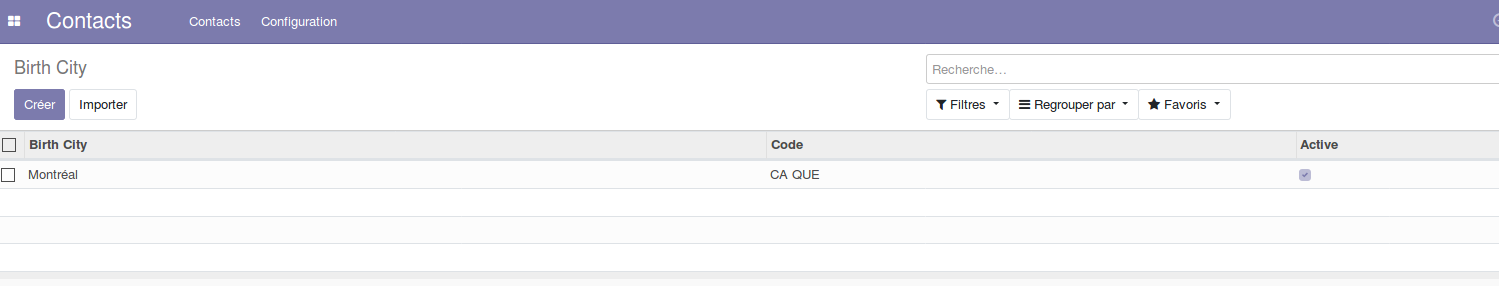 Contacts Contacts Configuration
Birth City
Recherche...
Créer Importer Filtres Regrouper par Favoris
Birth City Code Active
Montréal CA QUE